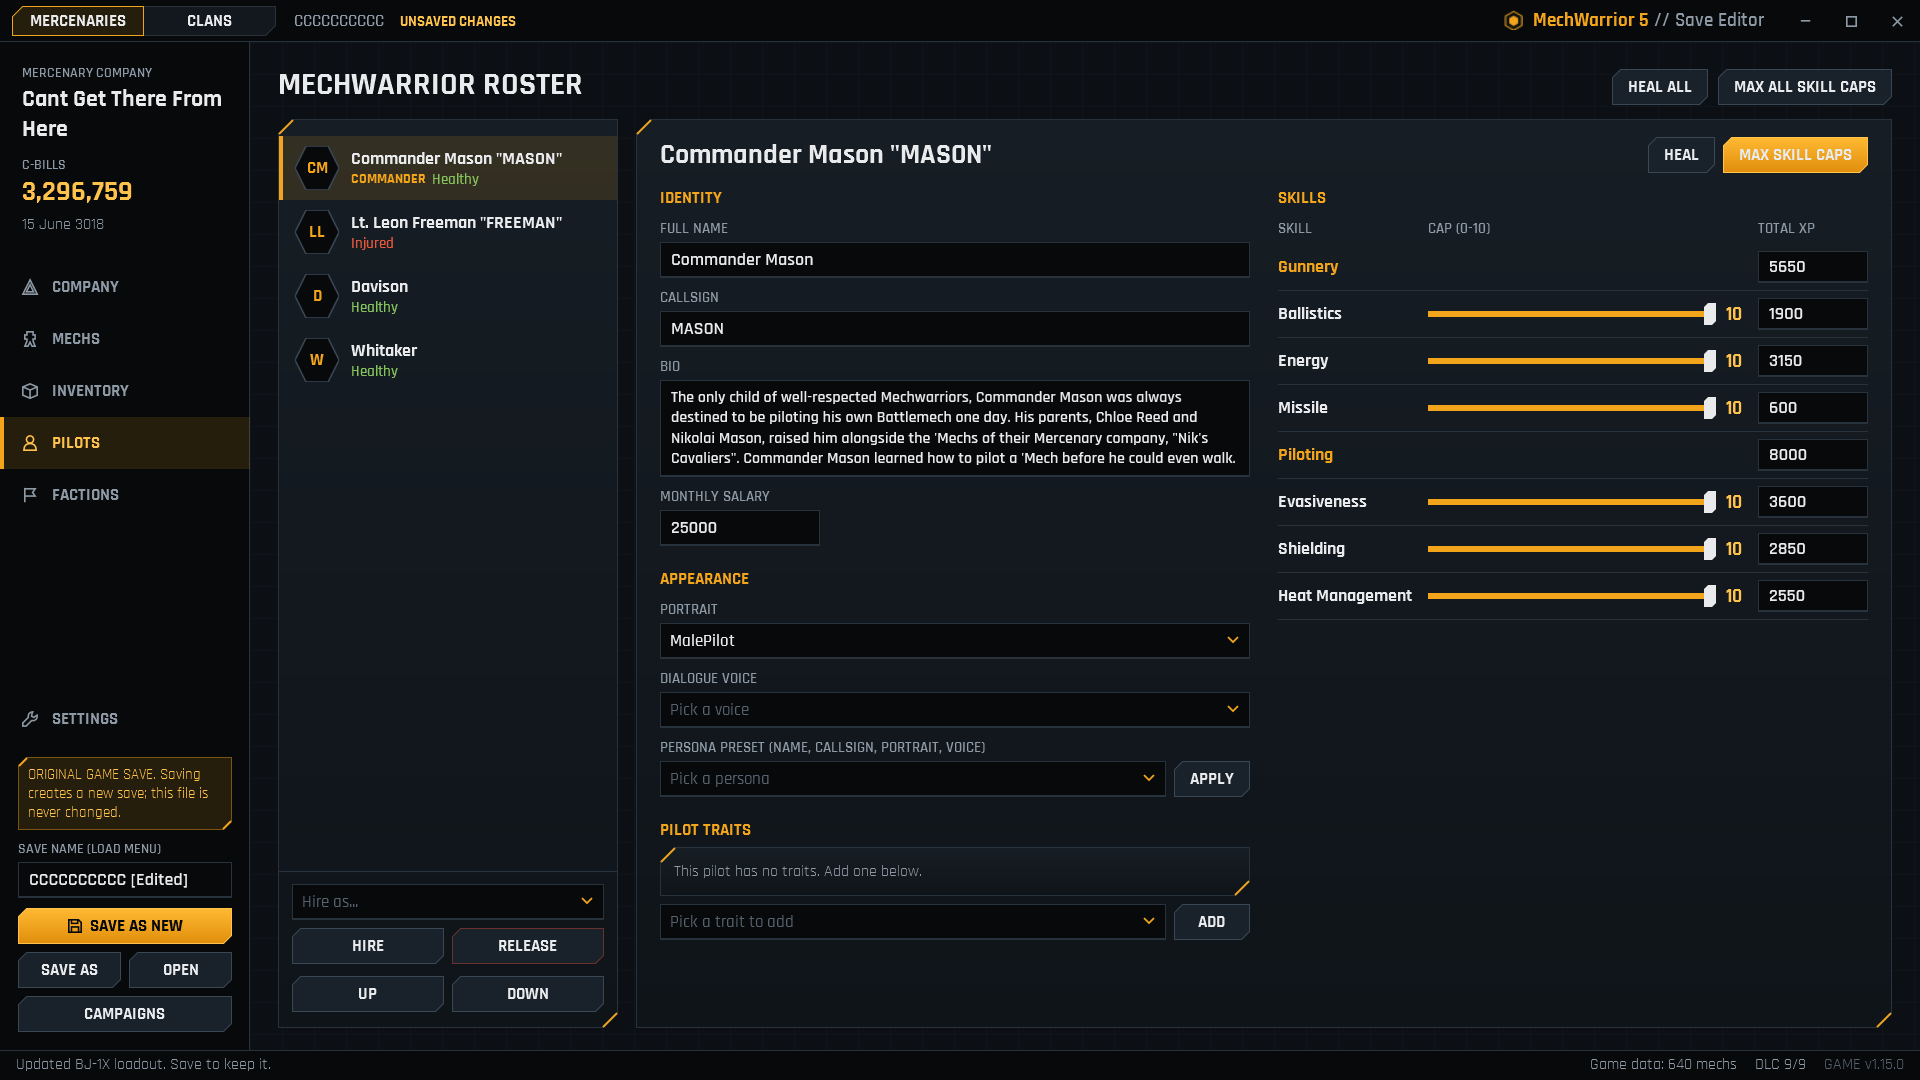 MERCENARIES
CLANS
CCCCCCCCCC
UNSAVED CHANGES
MechWarrior 5 // Save Editor
MERCENARY COMPANY
Cant Get There From
Here
C-BILLS
3,296,759
15 June 3018
COMPANY
MECHS
INVENTORY
PILOTS
FACTIONS
SETTINGS
ORIGINAL GAME SAVE. Saving
creates a new save; this file is
never changed.
SAVE NAME (LOAD MENU)
CCCCCCCCCC [Edited]
SAVE AS NEW
SAVE AS
OPEN
CAMPAIGNS
MECHWARRIOR ROSTER
HEAL ALL
MAX ALL SKILL CAPS
CM
Commander Mason "MASON"
COMMANDER Healthy
LL
Lt. Leon Freeman "FREEMAN"
Injured
D
Davison
Healthy
W
Whitaker
Healthy
Hire as...
HIRE
RELEASE
UP
DOWN
Commander Mason "MASON"
HEAL
MAX SKILL CAPS
IDENTITY
FULL NAME
Commander Mason
CALLSIGN
MASON
BIO
The only child of well-respected Mechwarriors, Commander Mason was always
destined to be piloting his own Battlemech one day. His parents, Chloe Reed and
Nikolai Mason, raised him alongside the 'Mechs of their Mercenary company, "Nik's
Cavaliers". Commander Mason learned how to pilot a 'Mech before he could even walk.
MONTHLY SALARY
25000
APPEARANCE
PORTRAIT
MalePilot
DIALOGUE VOICE
Pick a voice
PERSONA PRESET (NAME, CALLSIGN, PORTRAIT, VOICE)
Pick a persona
APPLY
PILOT TRAITS
This pilot has no traits. Add one below.
Pick a trait to add
ADD
SKILLS
SKILL CAP (0-10) TOTAL XP
Gunnery 5650
Ballistics 10 1900
Energy 10 3150
Missile 10 600
Piloting 8000
Evasiveness 10 3600
Shielding 10 2850
Heat Management 10 2550
Updated BJ-1X loadout. Save to keep it.
Game data: 640 mechs
DLC 9/9
GAME v1.15.0